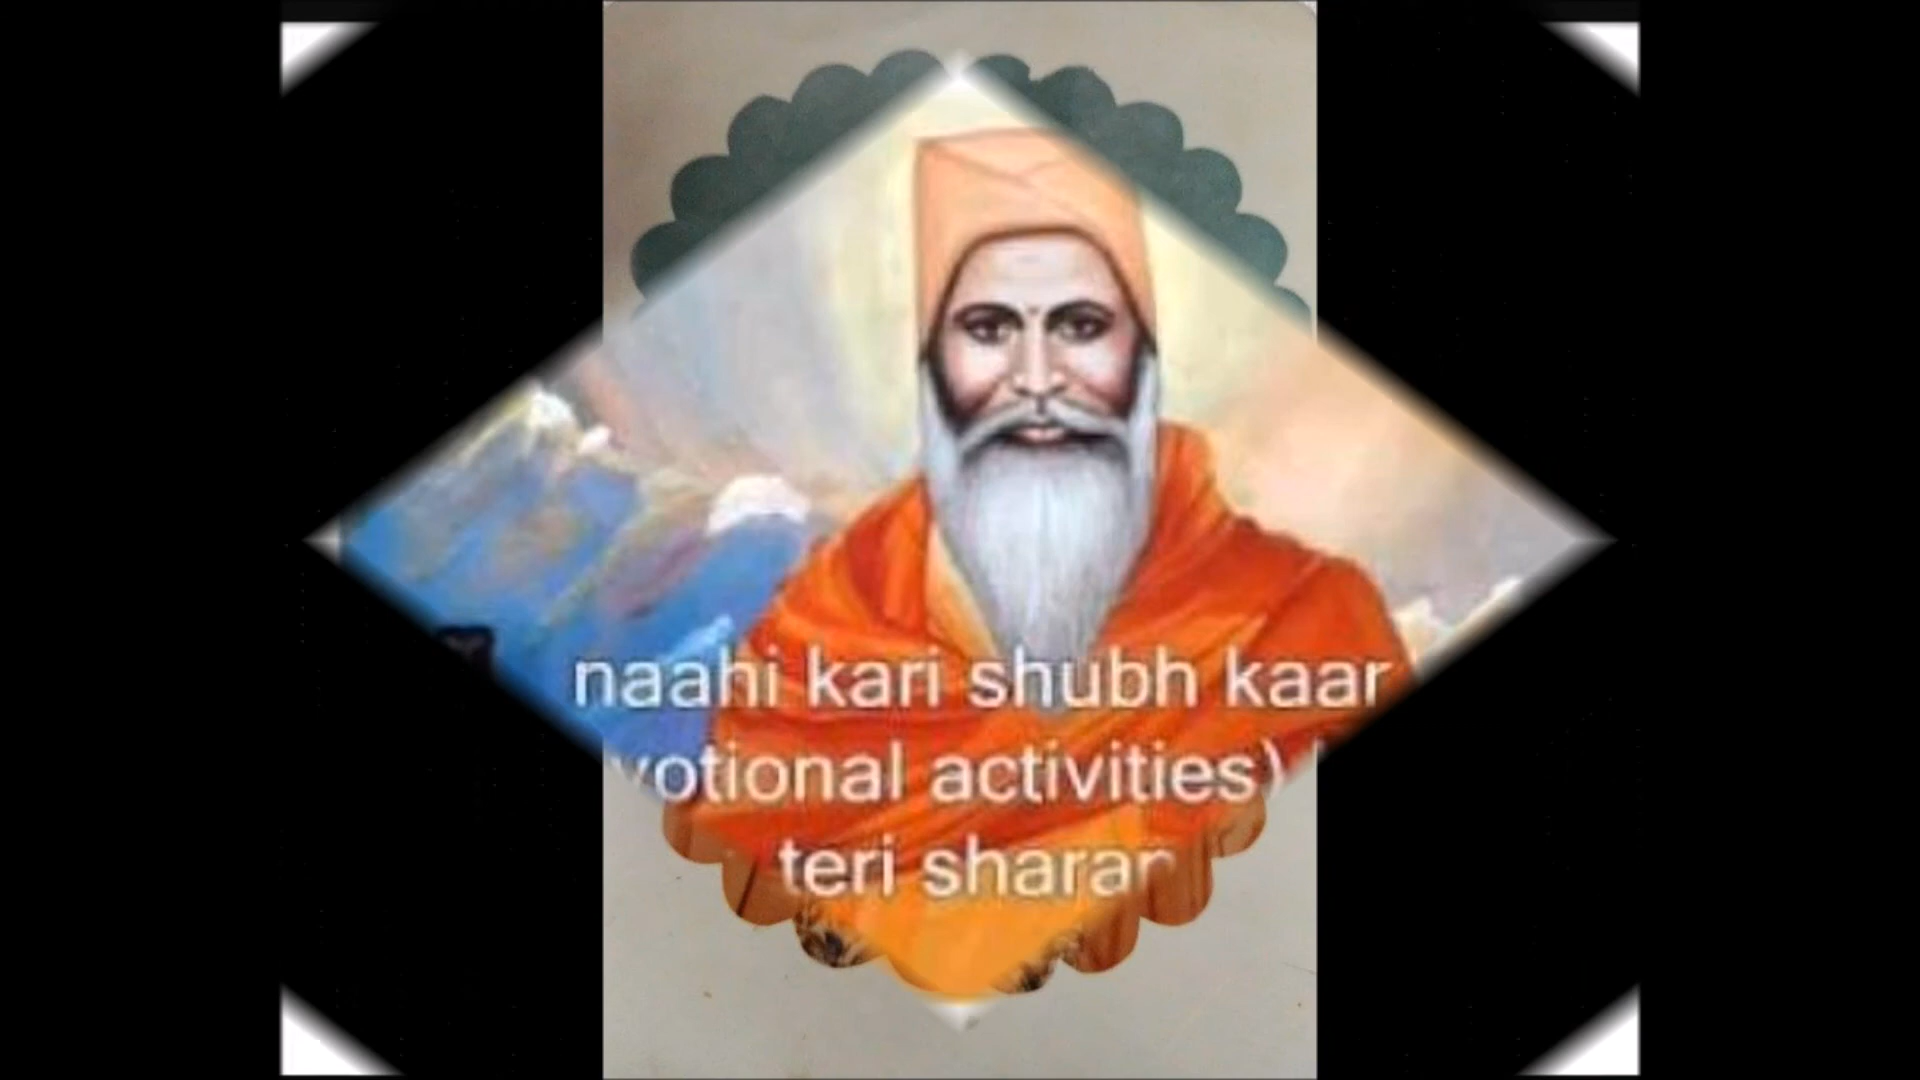 naahi kari shubh kaar
votional activities)
teri sharan